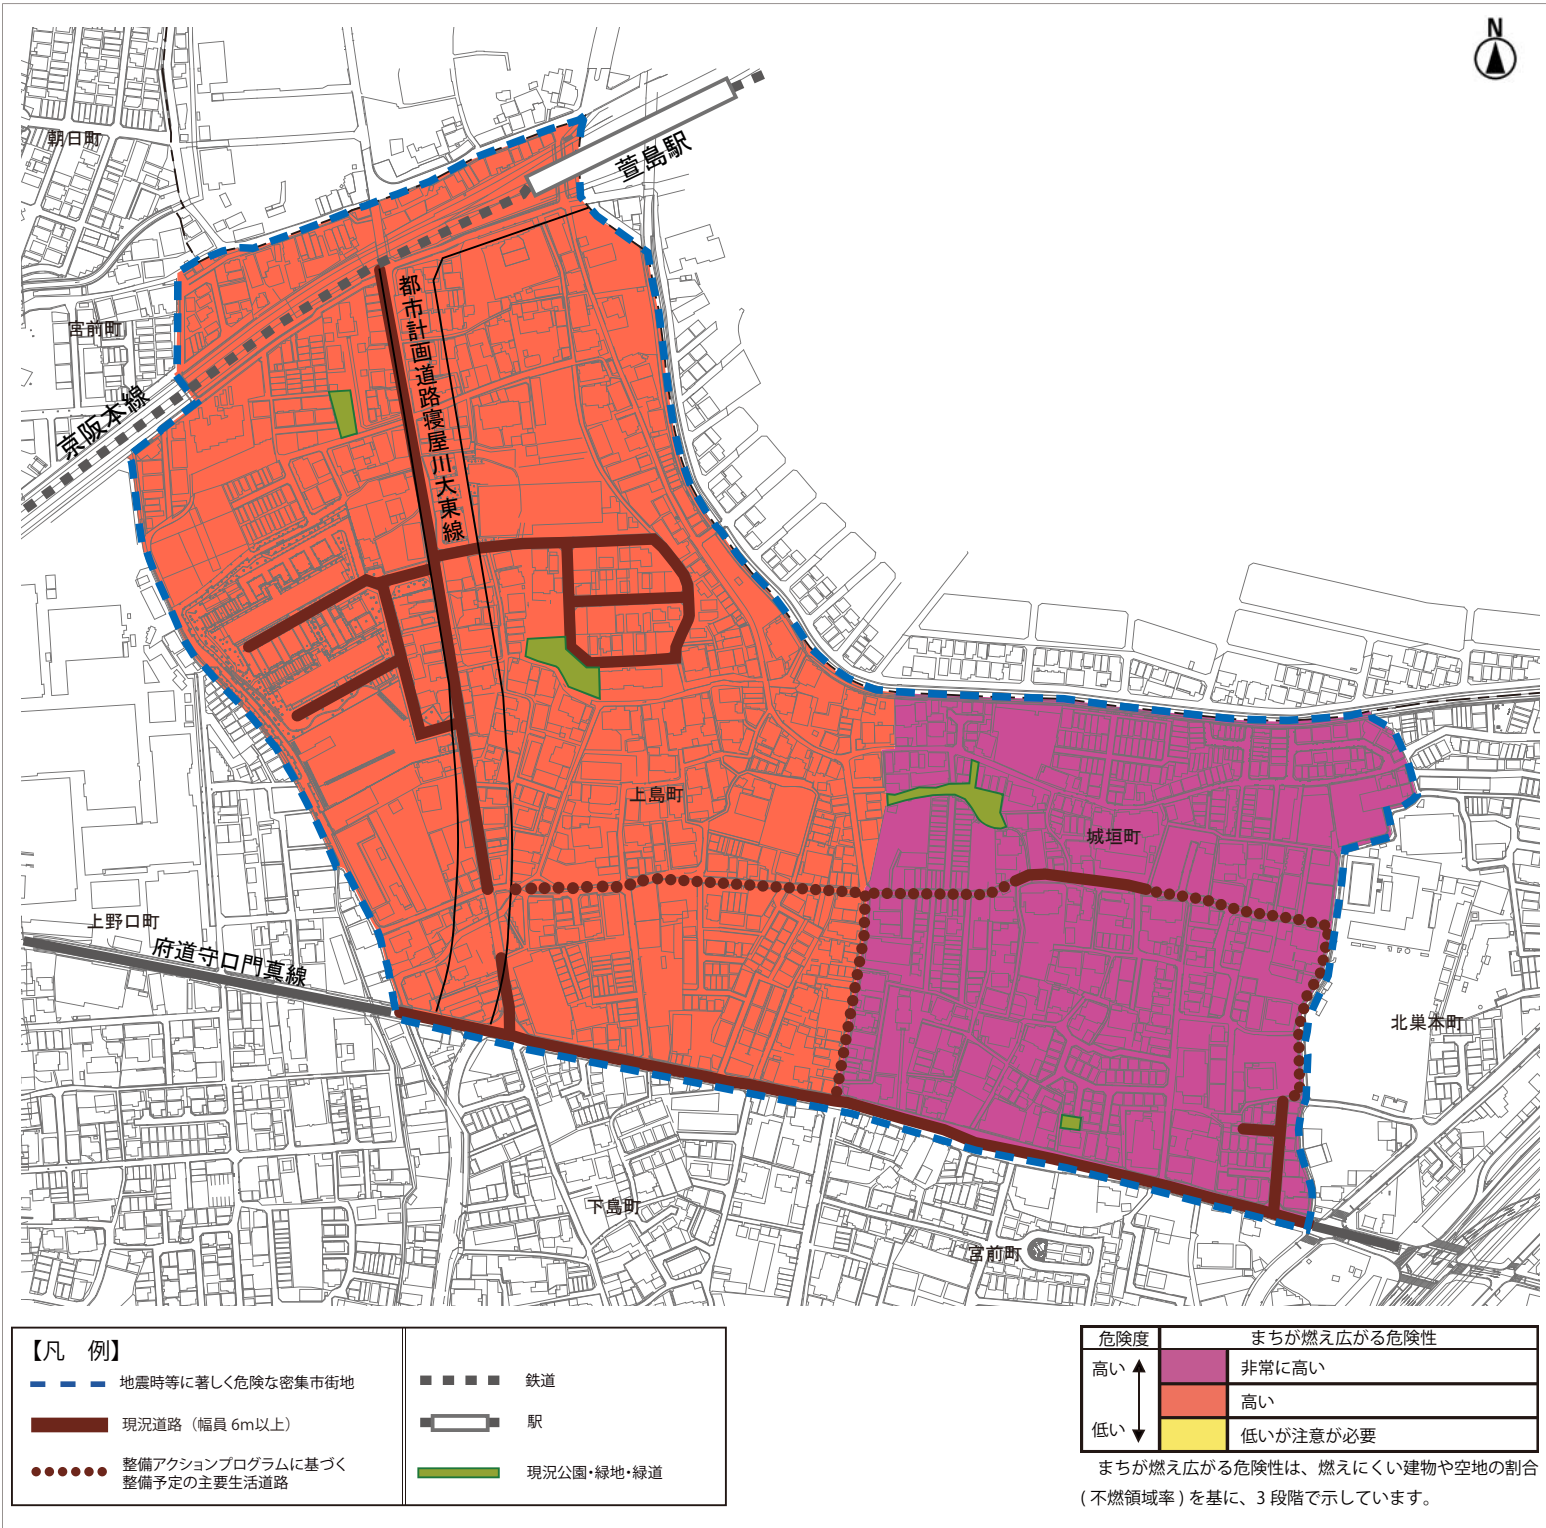 N
朝日町
萱島駅
宮前町
京阪本線
都市計画道路寝屋川大東線
上島町
城垣町
上野口町
府道守口門真線
北巣本町
下島町
宮前町
【凡　例】
地震時等に著しく危険な密集市街地
現況道路（幅員 6m以上）
整備アクションプログラムに基づく
整備予定の主要生活道路
鉄道
駅
現況公園・緑地・緑道
危険度 まちが燃え広がる危険性
高い 非常に高い
高い
低い 低いが注意が必要
まちが燃え広がる危険性は、燃えにくい建物や空地の割合
( 不燃領域率 ) を基に、3 段階で示しています。